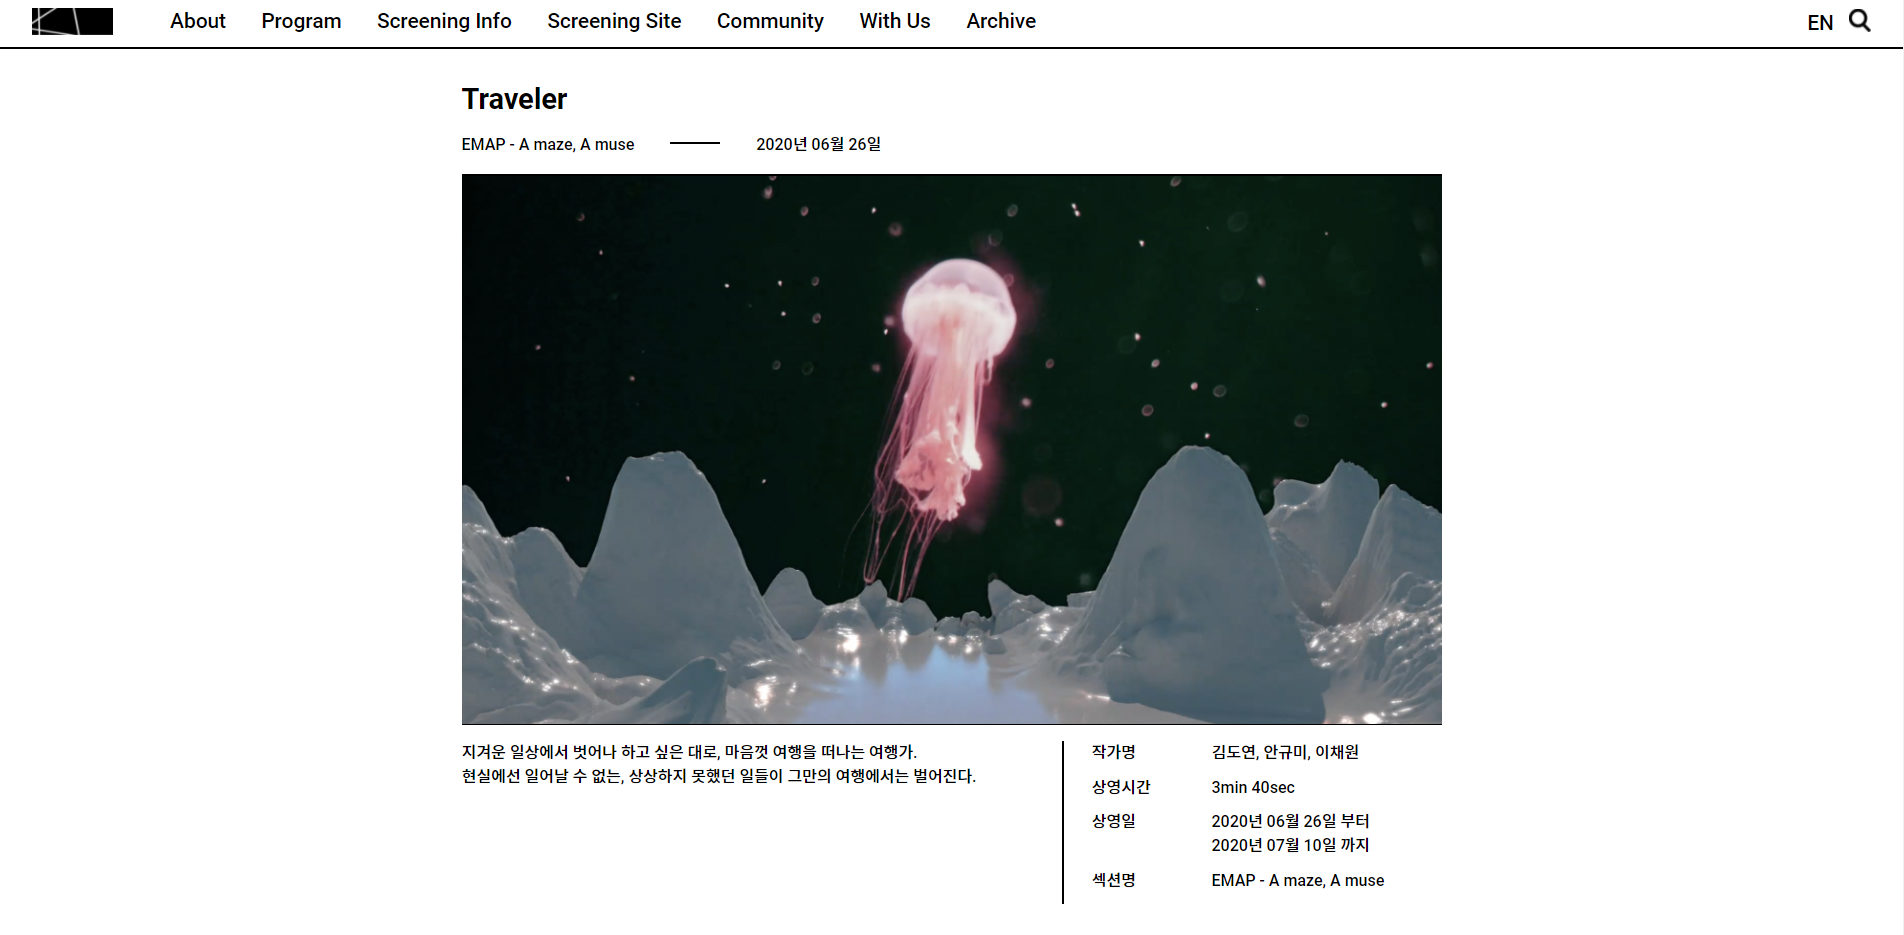 About Program Screening Info Screening Site Community With Us Archive EN
Traveler
EMAP - A maze, A muse 2020년 06월 26일
지겨운 일상에서 벗어나 하고 싶은 대로, 마음껏 여행을 떠나는 여행가.
현실에선 일어날 수 없는, 상상하지 못했던 일들이 그만의 여행에서는 벌어진다.
작가명 김도연, 안규미, 이채원
상영시간 3min 40sec
상영일 2020년 06월 26일 부터
2020년 07월 10일 까지
섹션명 EMAP - A maze, A muse